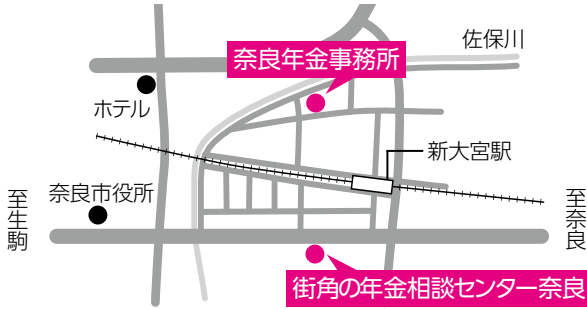 佐保川
奈良年金事務所
ホテル
新大宮駅
奈良市役所
至生駒
至奈良
街角の年金相談センター奈良